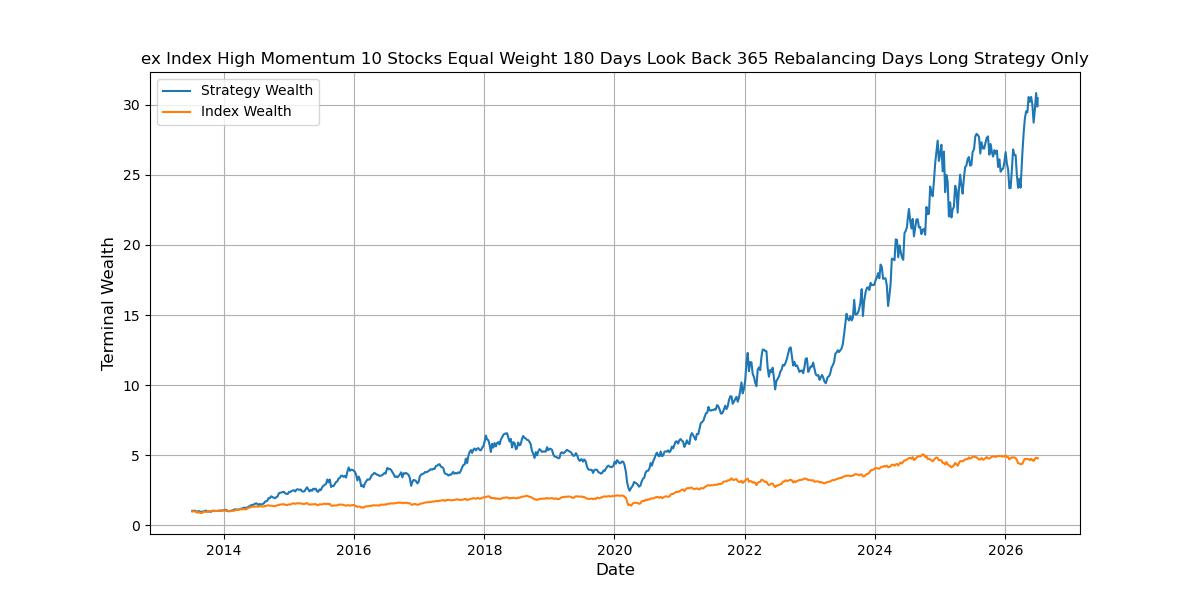 ex Index High Momentum 10 Stocks Equal Weight 180 Days Look Back 365 Rebalancing Days Long Strategy Only
Strategy Wealth
Index Wealth
Terminal Wealth
30
25
20
15
10
5
0
2014 2016 2018 2020 2022 2024 2026
Date